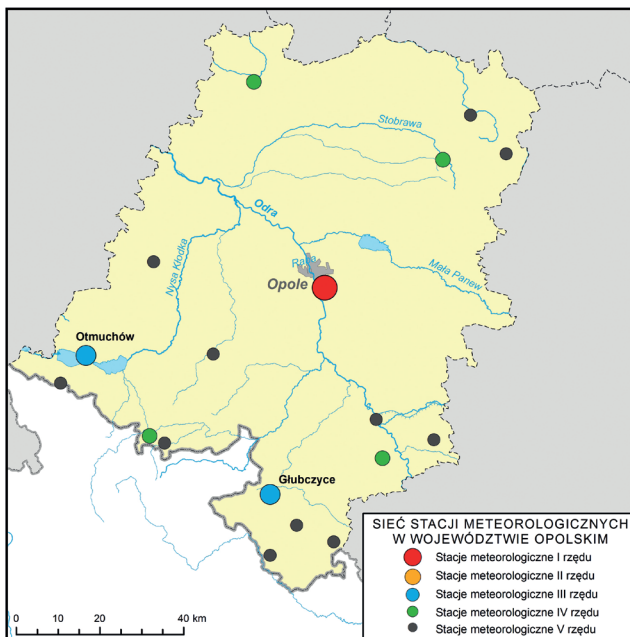 Stobrawa
Odra
Nysa Kłodka
Mała Panew
Opole
Otmuchów
Głubczyce
SIEĆ STACJI METEOROLOGICZNYCH
W WOJEWÓDZTWIE OPOLSKIM
Stacje meteorologiczne I rzędu
Stacje meteorologiczne II rzędu
Stacje meteorologiczne III rzędu
Stacje meteorologiczne IV rzędu
Stacje meteorologiczne V rzędu
0 10 20 40 km